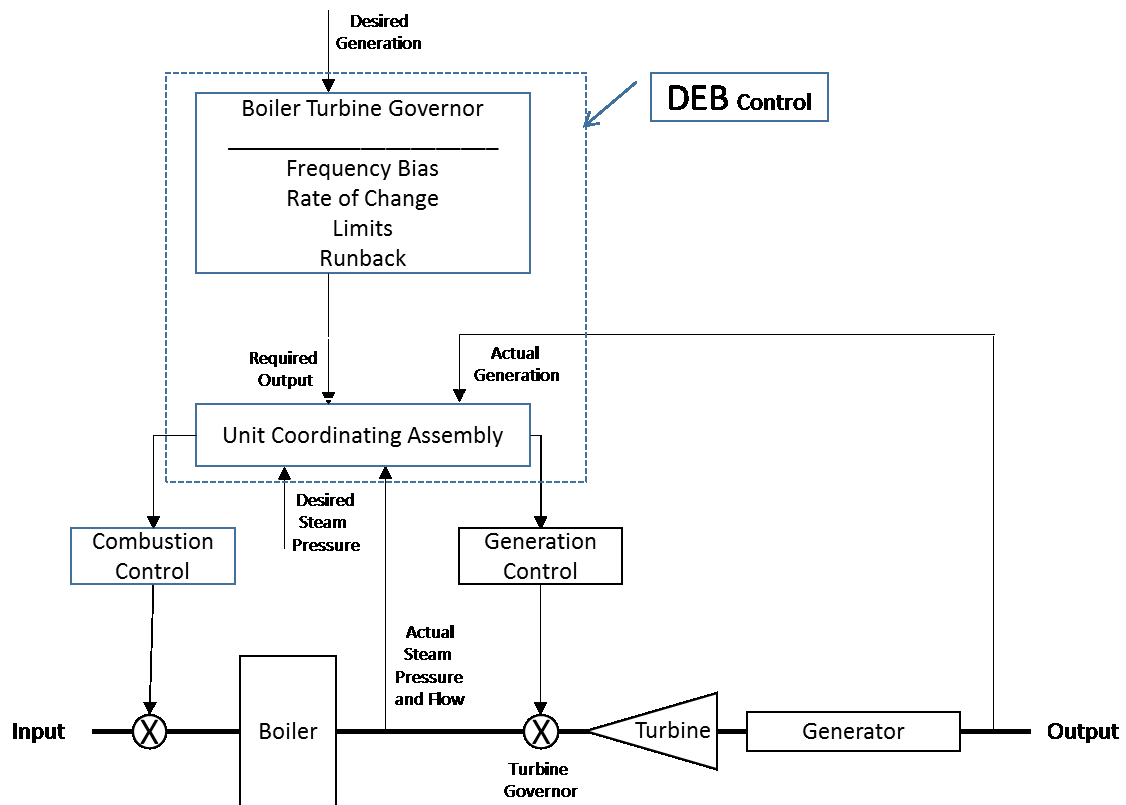 Desired
Generation
DEB Control
Boiler Turbine Governor
Frequency Bias
Rate of Change
Limits
Runback
Required
Output
Actual
Generation
Unit Coordinating Assembly
Desired
Steam
Pressure
Combustion
Control
Generation
Control
Actual
Steam
Pressure
and Flow
Input
X
Boiler
X
Turbine
Generator
Output
Turbine
Governor